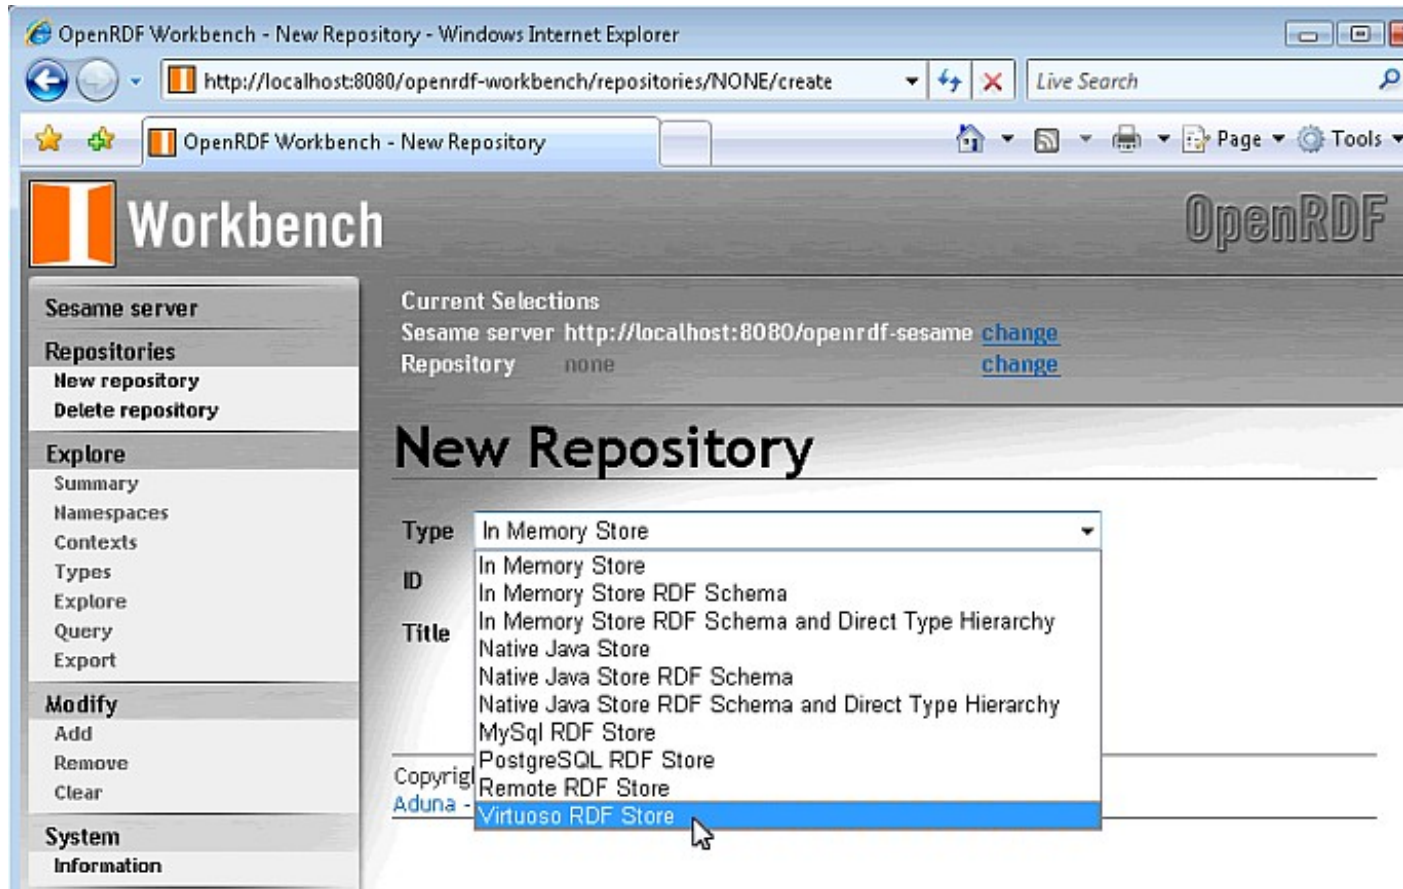 OpenRDF Workbench - New Repository - Windows Internet Explorer
http://localhost:8080/openrdf-workbench/repositories/NONE/create
Live Search
OpenRDF Workbench - New Repository
Page
Tools
Workbench
OpenRDF
Sesame server
Repositories
New repository
Delete repository
Explore
Summary
Namespaces
Contexts
Types
Explore
Query
Export
Modify
Add
Remove
Clear
System
Information
Current Selections
Sesame server http://localhost:8080/openrdf-sesame change
Repository none change
New Repository
Type In Memory Store
ID
Title
In Memory Store
In Memory Store RDF Schema
In Memory Store RDF Schema and Direct Type Hierarchy
Native Java Store
Native Java Store RDF Schema
Native Java Store RDF Schema and Direct Type Hierarchy
MySql RDF Store
PostgreSQL RDF Store
Remote RDF Store
Virtuoso RDF Store
Copyrig
Aduna -